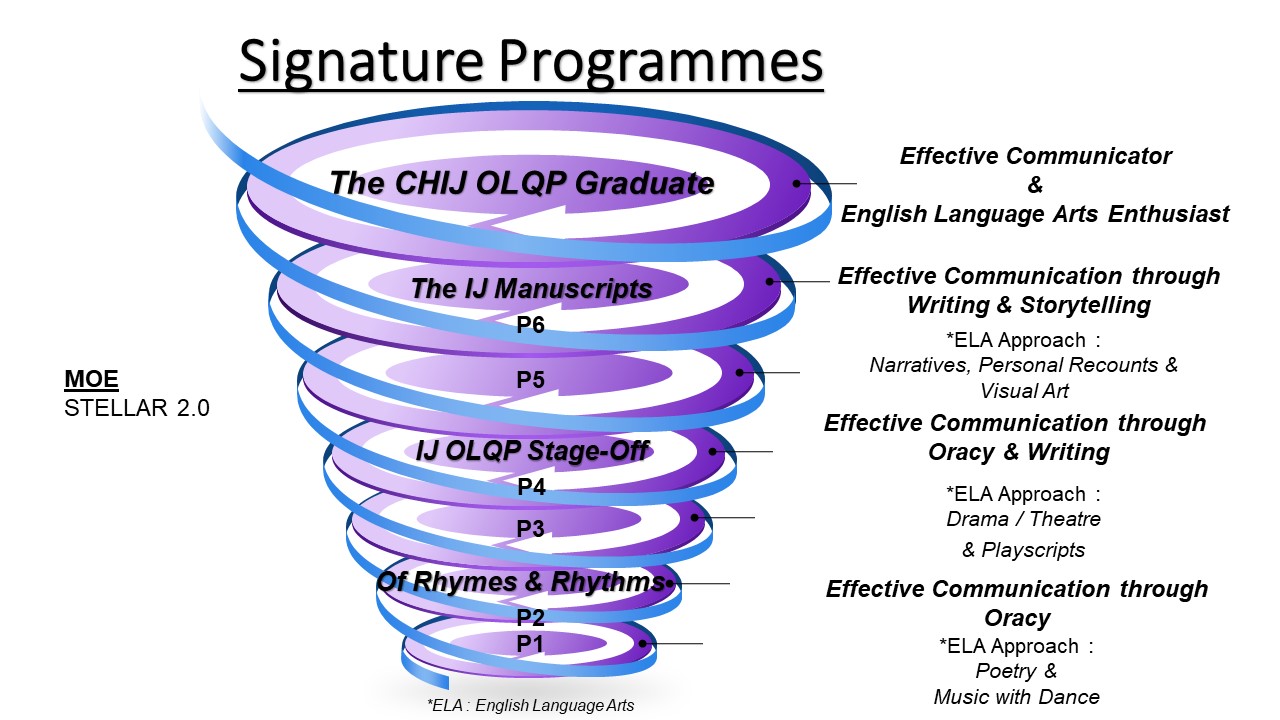 Signature Programmes
The CHIJ OLQP Graduate
Effective Communicator
&
English Language Arts Enthusiast
The IJ Manuscripts
P6
Effective Communication through
Writing & Storytelling
*ELA Approach :
Narratives, Personal Recounts &
Visual Art
MOE
STELLAR 2.0
P5
IJ OLQP Stage-Off
P4
Effective Communication through
Oracy & Writing
*ELA Approach :
Drama / Theatre
& Playscripts
P3
Of Rhymes & Rhythms
P2
P1
Effective Communication through
Oracy
*ELA Approach :
Poetry &
Music with Dance
*ELA : English Language Arts